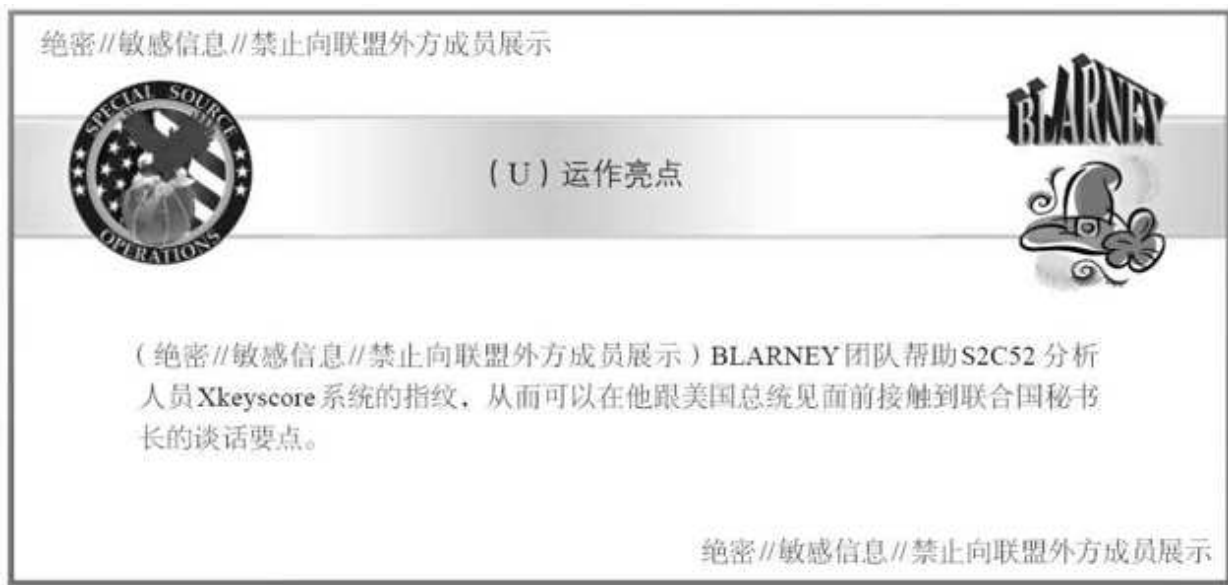 绝密//敏感信息//禁止向联盟外方成员展示
SPECIAL SOURCE
OPERATIONS
BLARNEY
（U）运作亮点
（绝密//敏感信息//禁止向联盟外方成员展示）BLARNEY团队帮助S2C52 分析
人员Xkeyscore系统的指纹，从而可以在他跟美国总统见面前接触到联合国秘书
长的谈话要点。
绝密//敏感信息//禁止向联盟外方成员展示